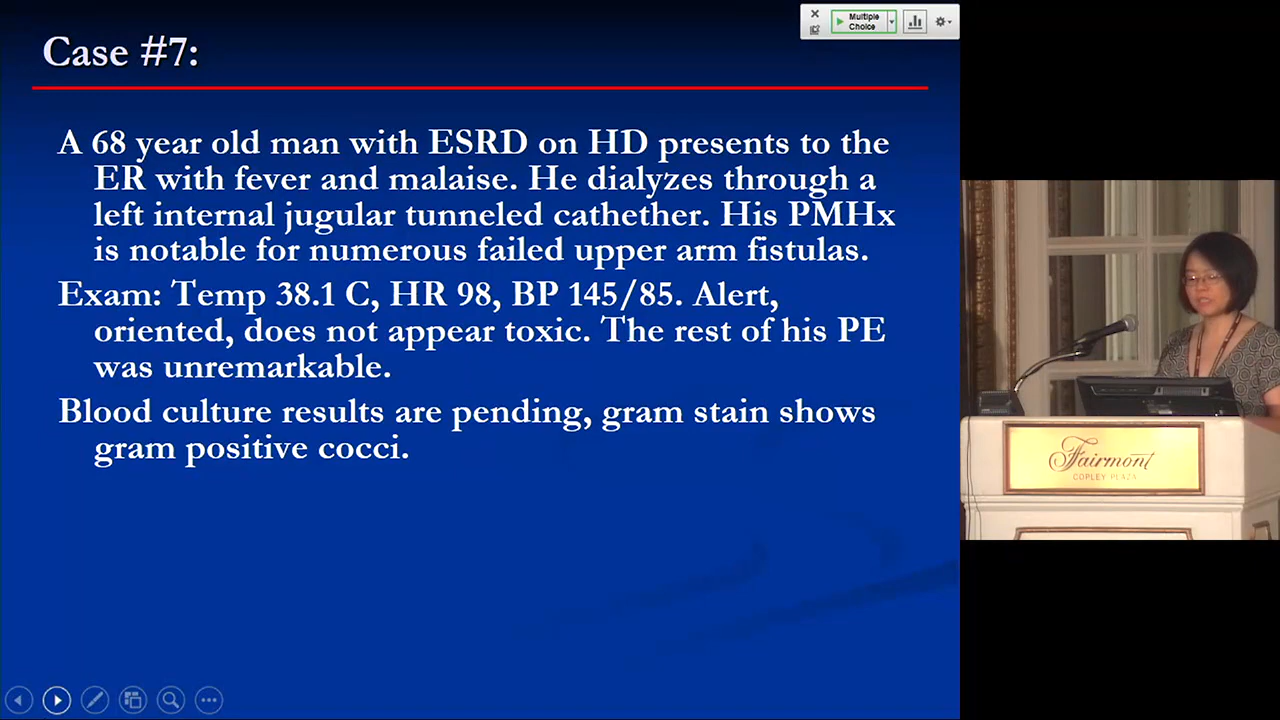 Multiple
Choice
Case #7:
A 68 year old man with ESRD on HD presents to the
ER with fever and malaise. He dialyzes through a
left internal jugular tunneled cathether. His PMHx
is notable for numerous failed upper arm fistulas.
Exam: Temp 38.1 C, HR 98, BP 145/85. Alert,
oriented, does not appear toxic. The rest of his PE
was unremarkable.
Blood culture results are pending, gram stain shows
gram positive cocci.
Fairmont
COPLEY PLAZA